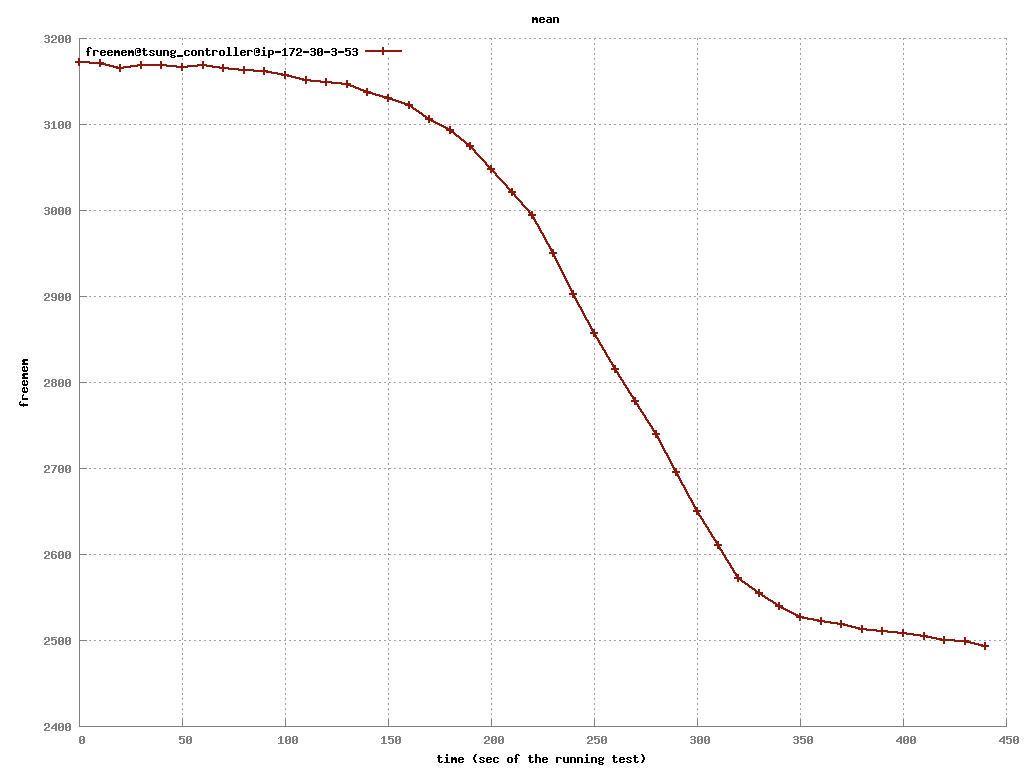 mean
3200
freemem@tsung_controller@ip-172-30-3-53
3100
3000
2900
2800
freemem
2700
2600
2500
2400
0 50 100 150 200 250 300 350 400 450
time (sec of the running test)